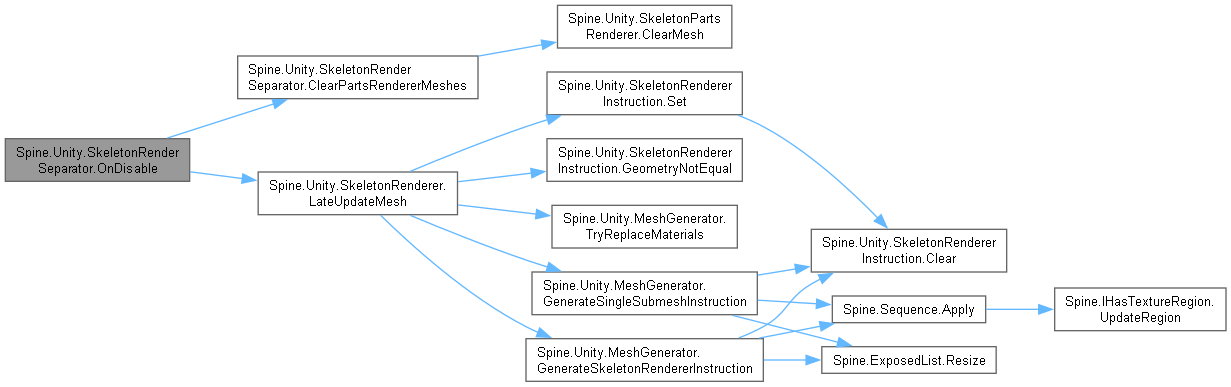 Spine.Unity.SkeletonRender
Separator.OnDisable
Spine.Unity.SkeletonRender
Separator.ClearPartsRendererMeshes
Spine.Unity.SkeletonParts
Renderer.ClearMesh
Spine.Unity.SkeletonRenderer.
LateUpdateMesh
Spine.Unity.SkeletonRenderer
Instruction.Set
Spine.Unity.SkeletonRenderer
Instruction.GeometryNotEqual
Spine.Unity.MeshGenerator.
TryReplaceMaterials
Spine.Unity.MeshGenerator.
GenerateSingleSubmeshInstruction
Spine.Unity.MeshGenerator.
GenerateSkeletonRendererInstruction
Spine.Unity.SkeletonRenderer
Instruction.Clear
Spine.Sequence.Apply
Spine.ExposedList.Resize
Spine.IHasTextureRegion.
UpdateRegion